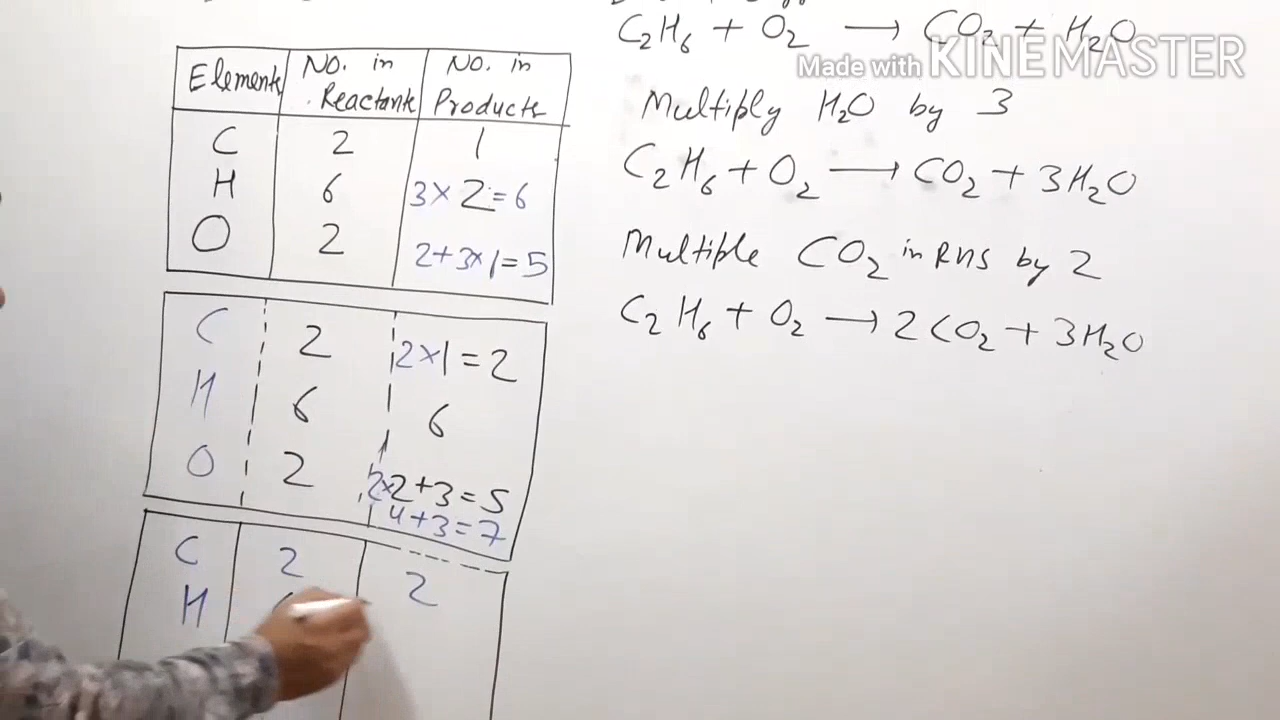 C2H6 + O2 → CO2 + H2O
Made with KINEMASTER
Elements No. in Reactants No. in Products
C 2 1
H 6 3×2=6
O 2 2+3×1=5
C 2 2×1=2
H 6 6
O 2 2×2+3=5
4+3=7
C 2 2
H
Multiply H2O by 3
C2H6 + O2 → CO2 + 3H2O
Multiple CO2 in RHS by 2
C2H6 + O2 → 2CO2 + 3H2O